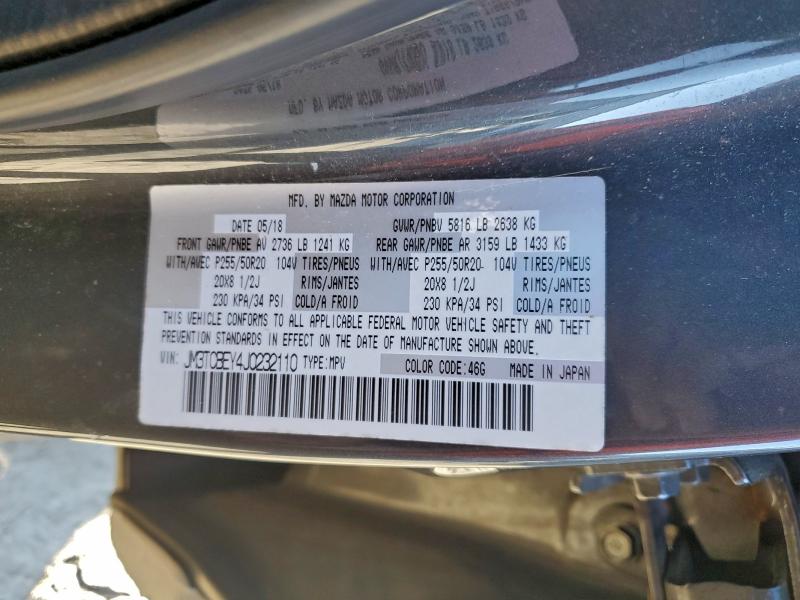 MFD. BY MAZDA MOTOR CORPORATION
DATE 05/18 GVWR/PNBV 5816 LB 2638 KG
FRONT GAWR/PNBE AV 2736 LB 1241 KG REAR GAWR/PNBE AR 3159 LB 1433 KG
WITH/AVEC P255/50R20 104V TIRES/PNEUS WITH/AVEC P255/50R20 104V TIRES/PNEUS
20X8 1/2J RIMS/JANTES 20X8 1/2J RIMS/JANTES
230 KPA/34 PSI COLD/A FROID 230 KPA/34 PSI COLD/A FROID
THIS VEHICLE CONFORMS TO ALL APPLICABLE FEDERAL MOTOR VEHICLE SAFETY AND THEFT
PREVENTION STANDARDS IN EFFECT ON THE DATE OF MANUFACTURE SHOWN ABOVE.
VIN: JM3TCBEY4J0232110 TYPE:MPV COLOR CODE:46G MADE IN JAPAN